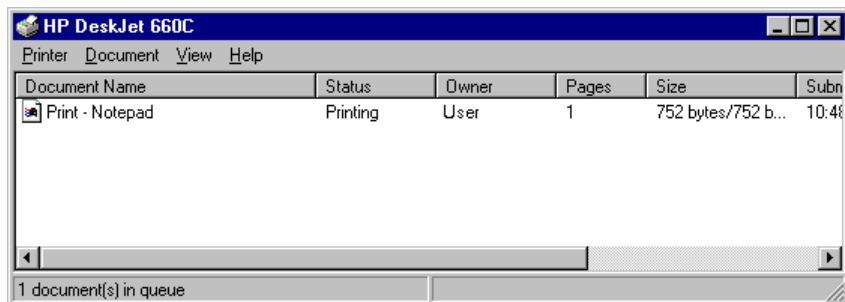 HP DeskJet 660C
Printer Document View Help
Document Name Status Owner Pages Size Subn
Print - Notepad Printing User 1 752 bytes/752 b... 10:48
1 document(s) in queue